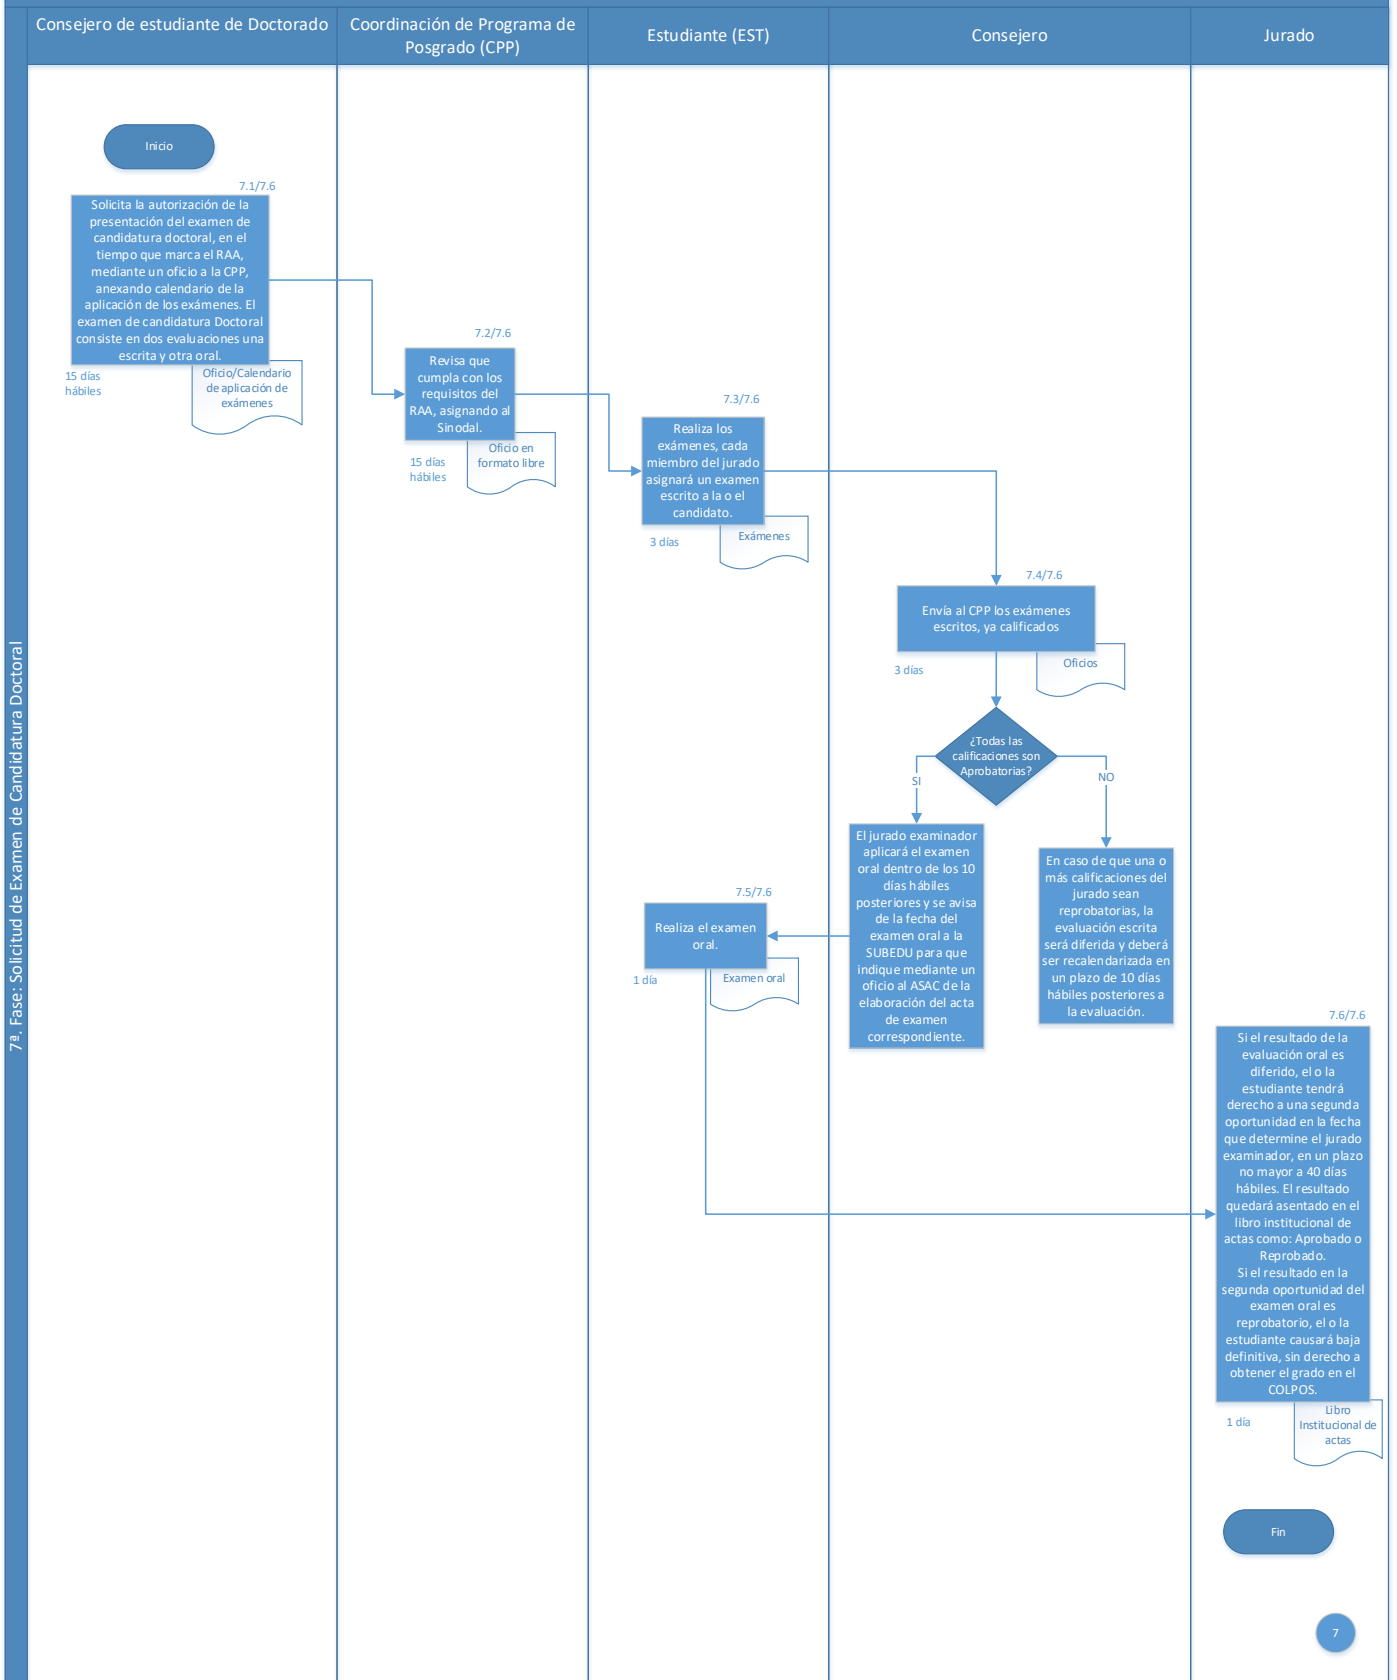 Consejero de estudiante de Doctorado
Coordinación de Programa de
Posgrado (CPP)
Estudiante (EST)
Consejero
Jurado
7ª. Fase: Solicitud de Examen de Candidatura Doctoral
Inicio
7.1/7.6
Solicita la autorización de la
presentación del examen de
candidatura doctoral, en el
tiempo que marca el RAA,
mediante un oficio a la CPP,
anexando calendario de la
aplicación de los exámenes. El
examen de candidatura Doctoral
consiste en dos evaluaciones una
escrita y otra oral.
15 días
hábiles
Oficio/Calendario
de aplicación de
exámenes
7.2/7.6
Revisa que
cumpla con los
requisitos del
RAA, asignando al
Sinodal.
15 días
hábiles
Oficio en
formato libre
7.3/7.6
Realiza los
exámenes, cada
miembro del jurado
asignará un examen
escrito a la o el
candidato.
3 días
Exámenes
7.4/7.6
Envía al CPP los exámenes
escritos, ya calificados
3 días
Oficios
¿Todas las
calificaciones son
Aprobatorias?
SI
NO
El jurado examinador
aplicará el examen
oral dentro de los 10
días hábiles
posteriores y se avisa
de la fecha del
examen oral a la
SUBEDU para que
indique mediante un
oficio al ASAC de la
elaboración del acta
de examen
correspondiente.
En caso de que una o
más calificaciones del
jurado sean
reprobatorias, la
evaluación escrita
será diferida y deberá
ser recalendarizada en
un plazo de 10 días
hábiles posteriores a
la evaluación.
7.5/7.6
Realiza el examen
oral.
1 día
Examen oral
7.6/7.6
Si el resultado de la
evaluación oral es
diferido, el o la
estudiante tendrá
derecho a una segunda
oportunidad en la fecha
que determine el jurado
examinador, en un plazo
no mayor a 40 días
hábiles. El resultado
quedará asentado en el
libro institucional de
actas como: Aprobado o
Reprobado.
Si el resultado en la
segunda oportunidad del
examen oral es
reprobatorio, el o la
estudiante causará baja
definitiva, sin derecho a
obtener el grado en el
COLPOS.
1 día
Libro
Institucional de
actas
Fin
7